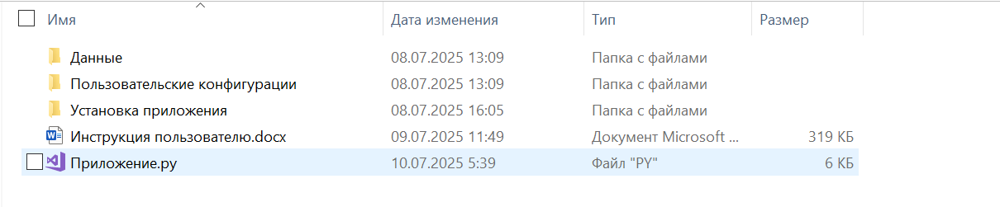 Имя Дата изменения Тип Размер
Данные 08.07.2025 13:09 Папка с файлами
Пользовательские конфигурации 08.07.2025 13:09 Папка с файлами
Установка приложения 08.07.2025 16:05 Папка с файлами
Инструкция пользователю.docx 09.07.2025 11:49 Документ Microsoft ... 319 КБ
Приложение.py 10.07.2025 5:39 Файл "PY" 6 КБ